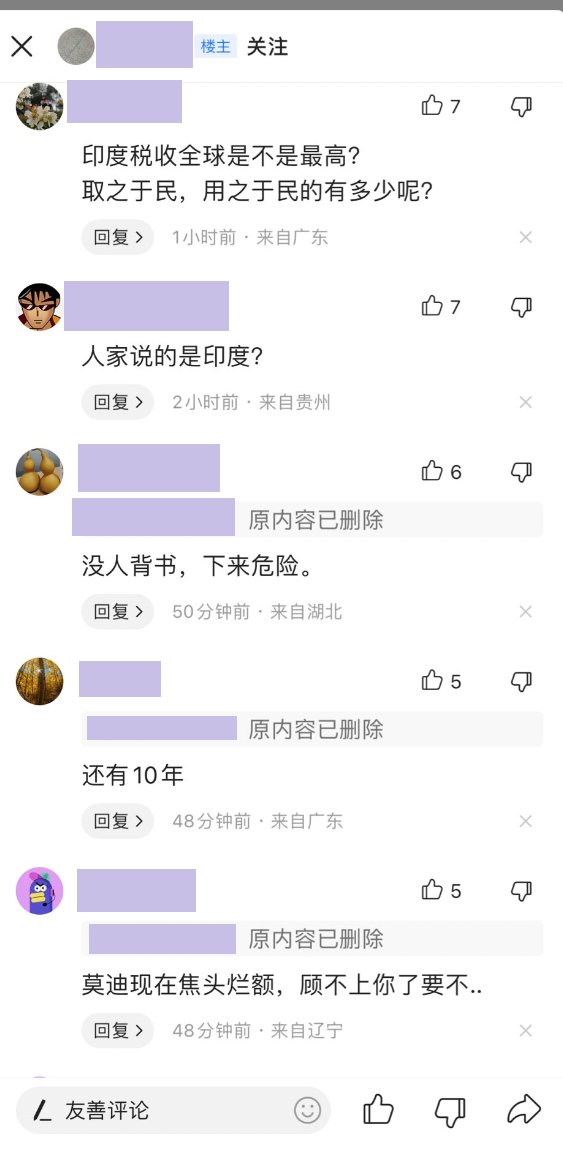 楼主 关注
7
印度税收全球是不是最高?
取之于民，用之于民的有多少呢?
回复 1小时前 · 来自广东
7
人家说的是印度?
回复 2小时前 · 来自贵州
6
原内容已删除
没人背书，下来危险。
回复 50分钟前 · 来自湖北
5
原内容已删除
还有10年
回复 48分钟前 · 来自广东
5
原内容已删除
莫迪现在焦头烂额，顾不上你了要不..
回复 48分钟前 · 来自辽宁
友善评论